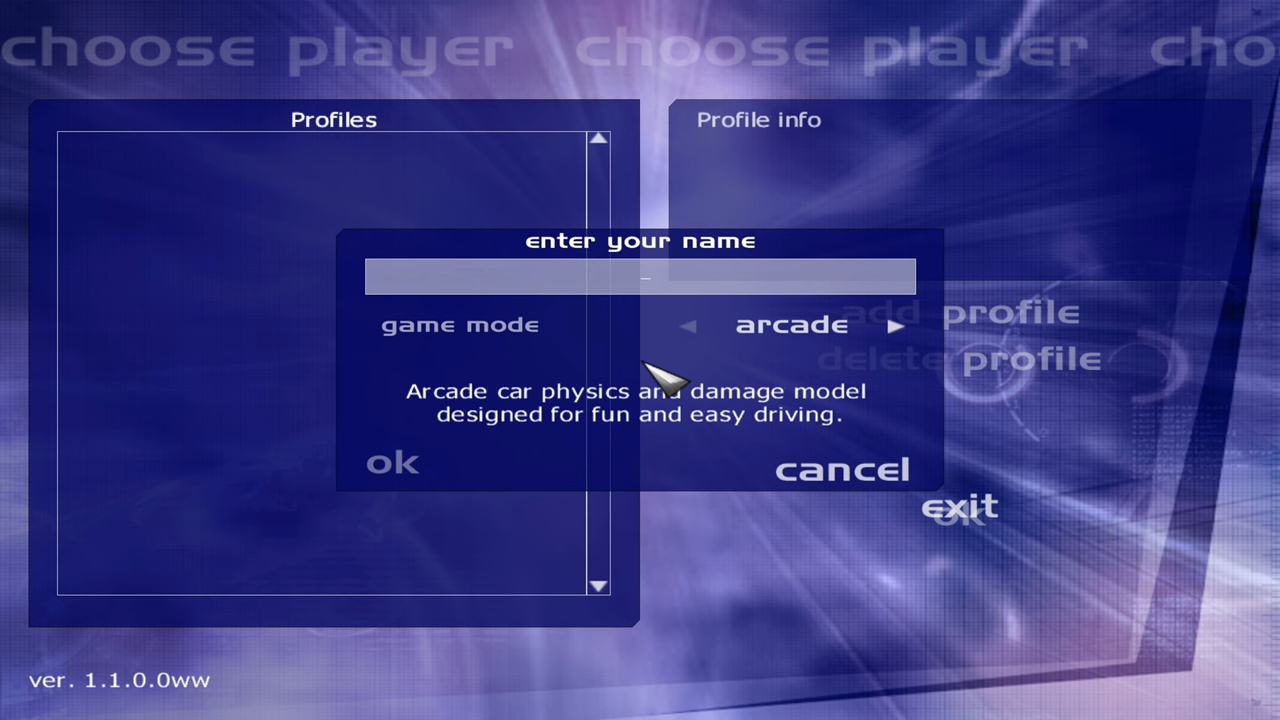 choose player choose player cho
Profiles
Profile info
enter your name
_
game mode
arcade
add profile
delete profile
Arcade car physics and damage model
designed for fun and easy driving.
ok
cancel
exit
ok
ver. 1.1.0.0ww